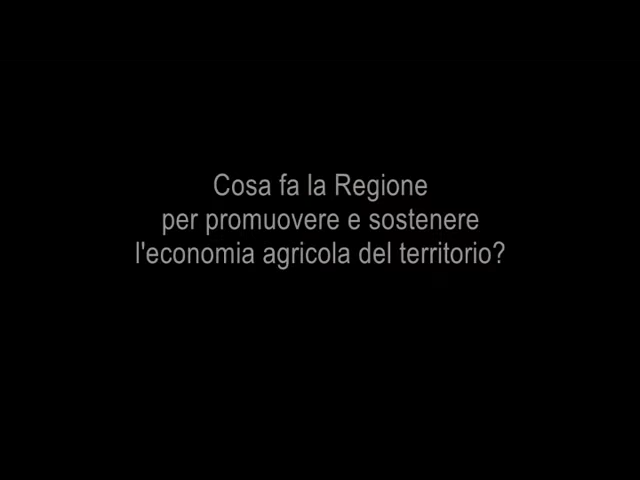 Cosa fa la Regione
per promuovere e sostenere
l'economia agricola del territorio?